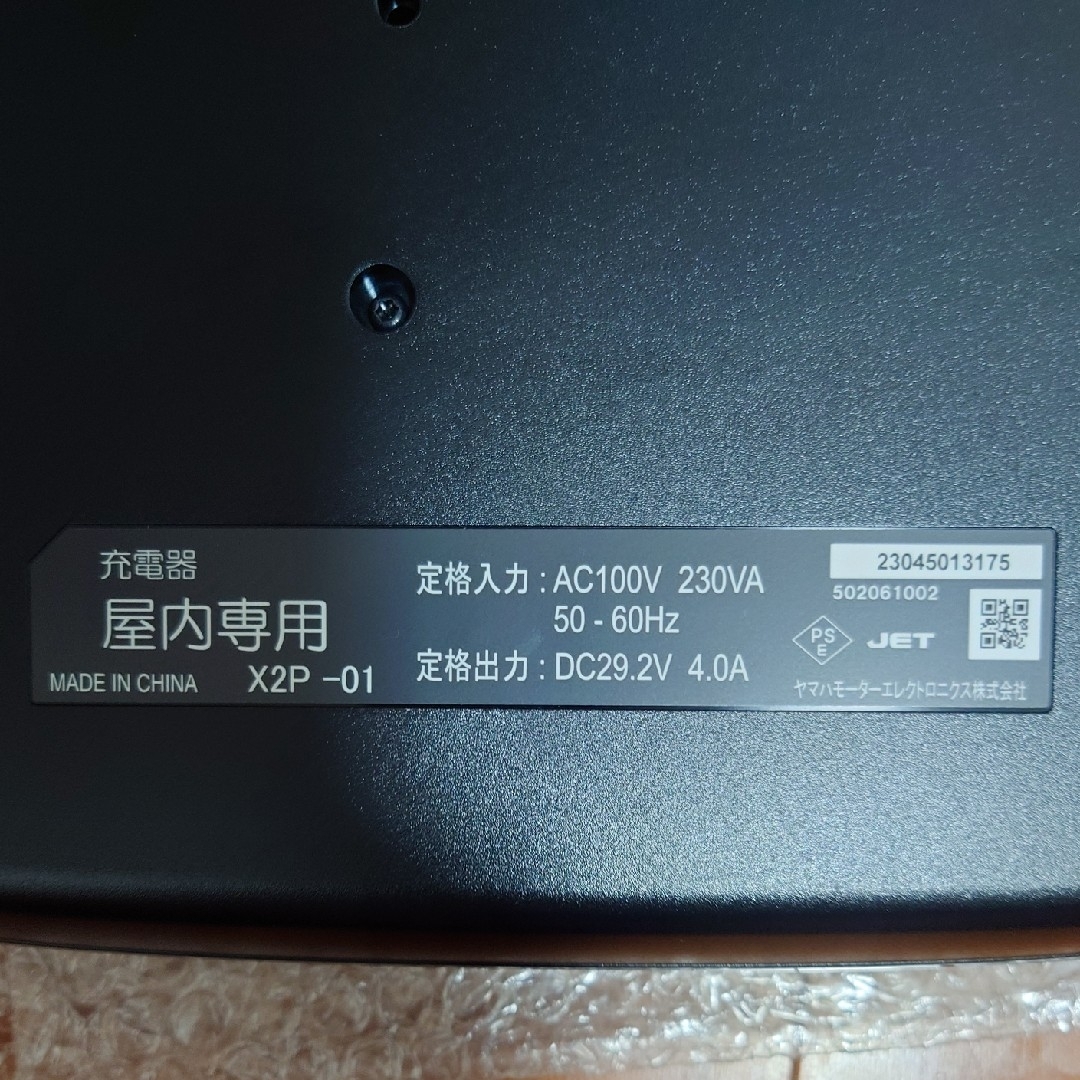 充電器
屋内専用
MADE IN CHINA X2P -01
定格入力 : AC100V 230VA
50 - 60Hz
定格出力 : DC29.2V 4.0A
23045013175
502061002
PS
E
JET
ヤマハモーターエレクトロニクス株式会社